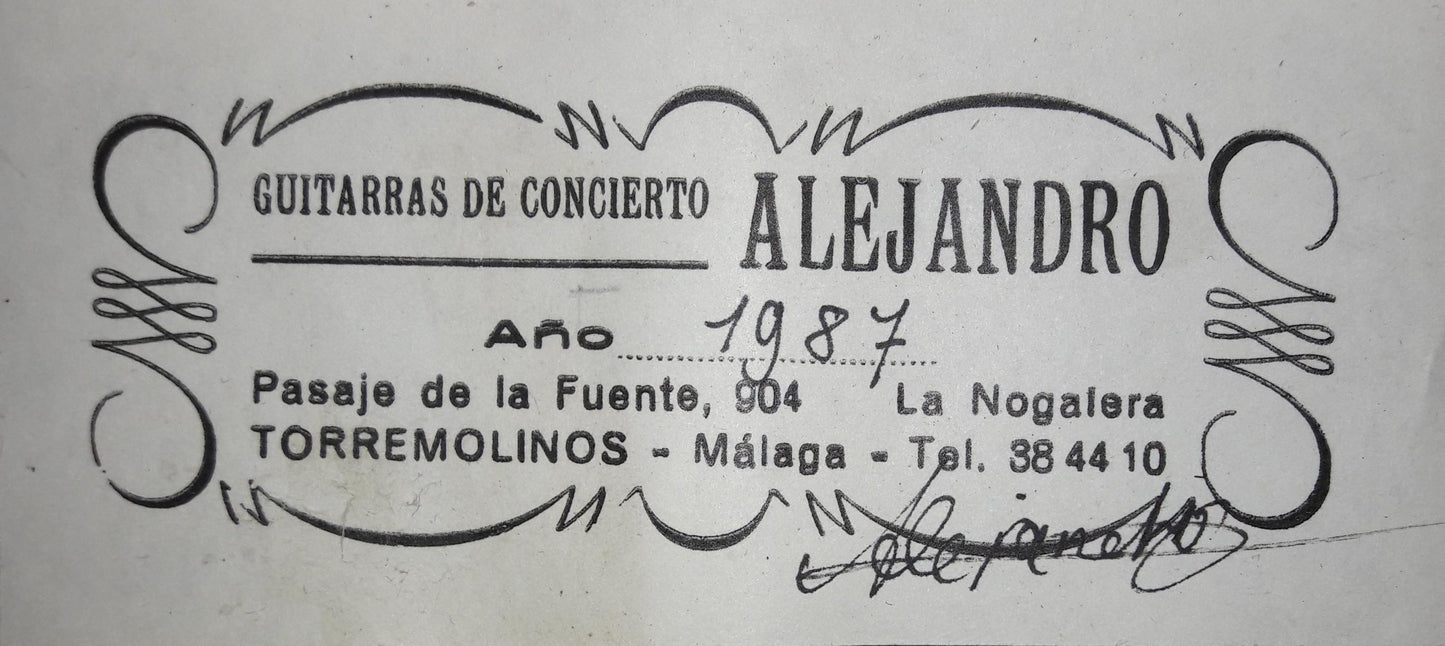 GUITARRAS DE CONCIERTO ALEJANDRO
Año 1987
Pasaje de la Fuente, 904 La Nogalera
TORREMOLINOS - Málaga - Tel. 38 44 10
Alejandro